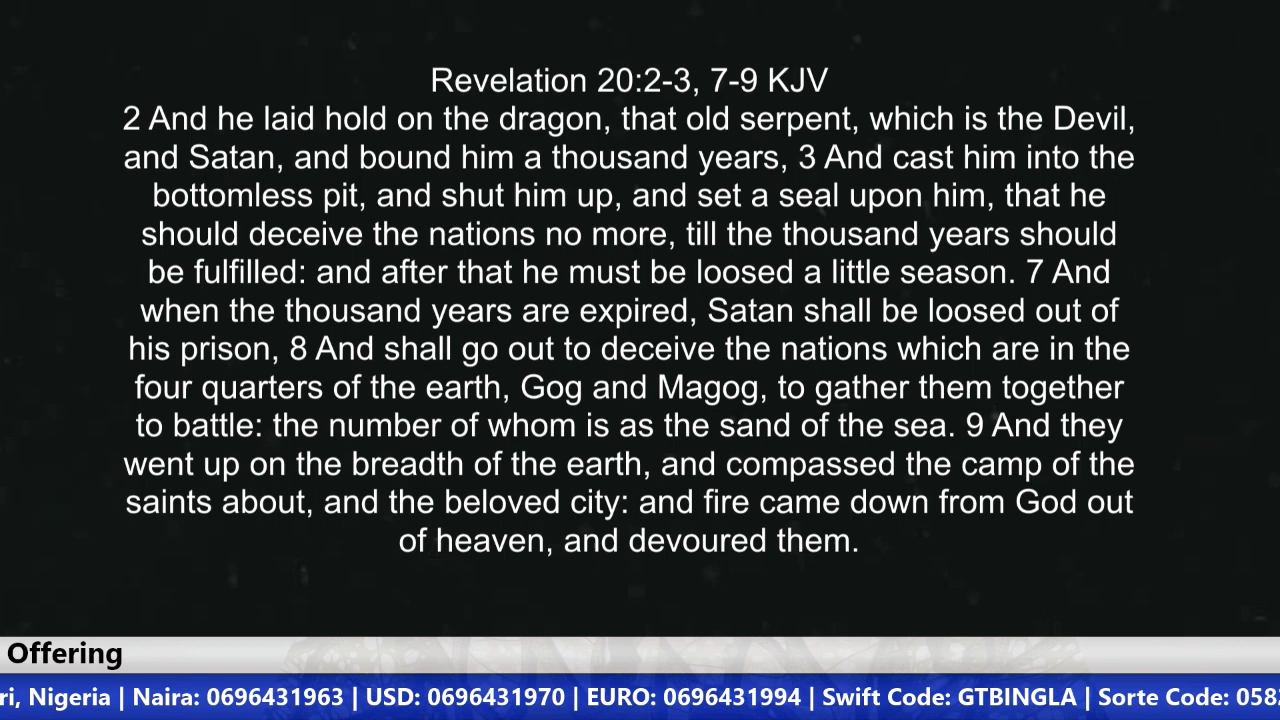 Revelation 20:2-3, 7-9 KJV
2 And he laid hold on the dragon, that old serpent, which is the Devil,
and Satan, and bound him a thousand years, 3 And cast him into the
bottomless pit, and shut him up, and set a seal upon him, that he
should deceive the nations no more, till the thousand years should
be fulfilled: and after that he must be loosed a little season. 7 And
when the thousand years are expired, Satan shall be loosed out of
his prison, 8 And shall go out to deceive the nations which are in the
four quarters of the earth, Gog and Magog, to gather them together
to battle: the number of whom is as the sand of the sea. 9 And they
went up on the breadth of the earth, and compassed the camp of the
saints about, and the beloved city: and fire came down from God out
of heaven, and devoured them.
Offering
ri, Nigeria | Naira: 0696431963 | USD: 0696431970 | EURO: 0696431994 | Swift Code: GTBINGLA | Sorte Code: 058